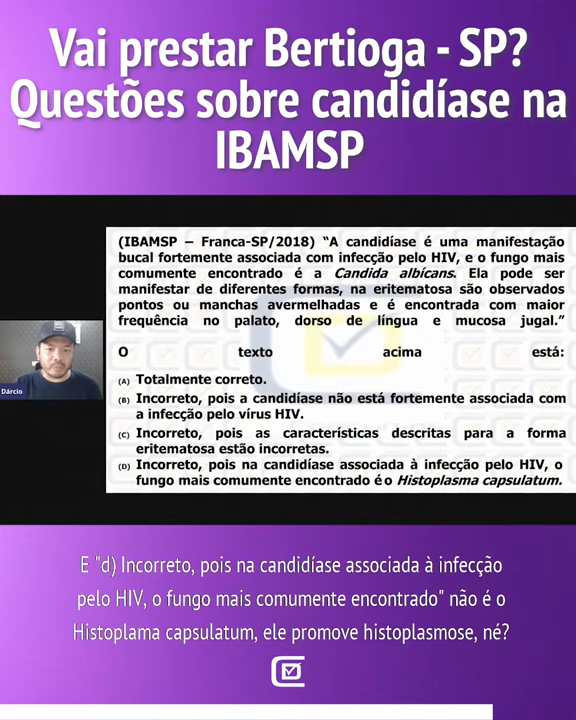 Vai prestar Bertioga - SP?
Questões sobre candidíase na
IBAMSP
(IBAMSP – Franca-SP/2018) “A candidíase é uma manifestação
bucal fortemente associada com infecção pelo HIV, e o fungo mais
comumente encontrado é a Candida albicans. Ela pode ser
manifestar de diferentes formas, na eritematosa são observados
pontos ou manchas avermelhadas e é encontrada com maior
frequência no palato, dorso de língua e mucosa jugal.”
O texto acima está:
(A) Totalmente correto.
(B) Incorreto, pois a candidíase não está fortemente associada com
a infecção pelo vírus HIV.
(C) Incorreto, pois as características descritas para a forma
eritematosa estão incorretas.
(D) Incorreto, pois na candidíase associada à infecção pelo HIV, o
fungo mais comumente encontrado é o Histoplasma capsulatum.
Dárcio
E "d) Incorreto, pois na candidíase associada à infecção
pelo HIV, o fungo mais comumente encontrado" não é o
Histoplama capsulatum, ele promove histoplasmose, né?